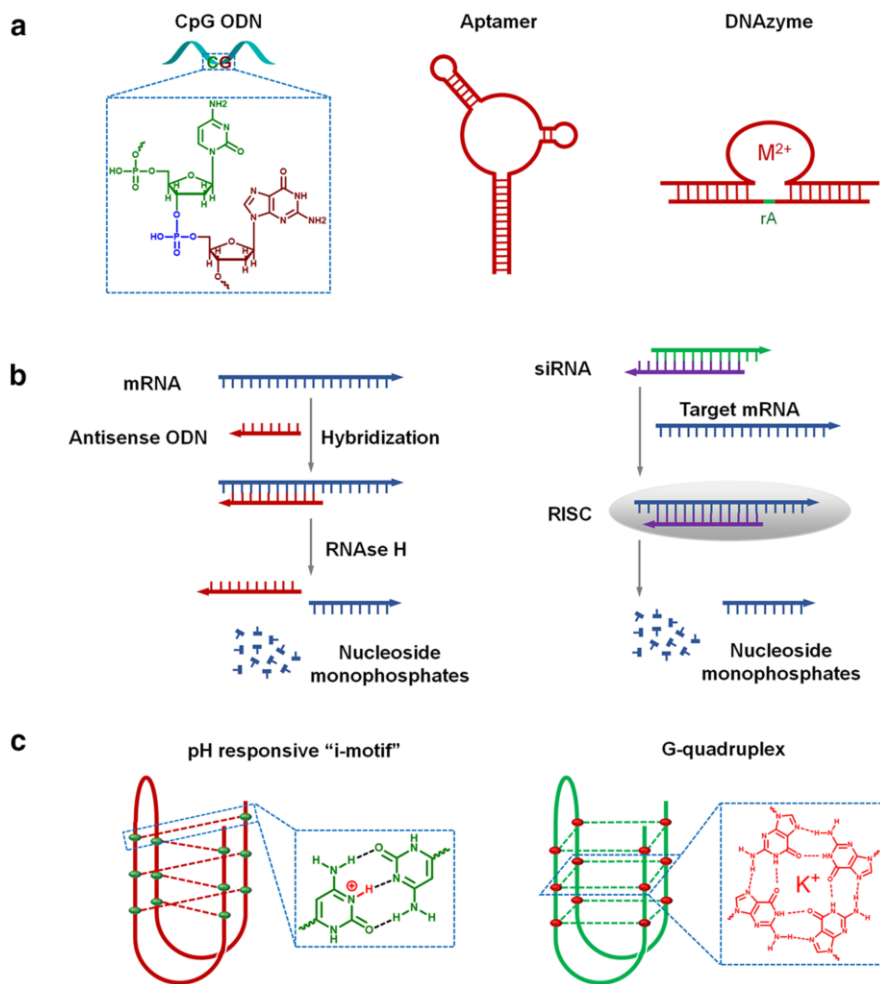 a
CpG ODN
Aptamer
DNAzyme
CG
NH2
N
N
O
O
HO-P-O
O
O
H
H
H
H
H
O
HO-P-O
O
N
N
N
O
NH
NH2
O
H
H
H
H
H
O
M2+
rA
b
mRNA
Antisense ODN
Hybridization
RNAse H
Nucleoside
monophosphates
siRNA
Target mRNA
RISC
Nucleoside
monophosphates
c
pH responsive “i-motif”
G-quadruplex
K+